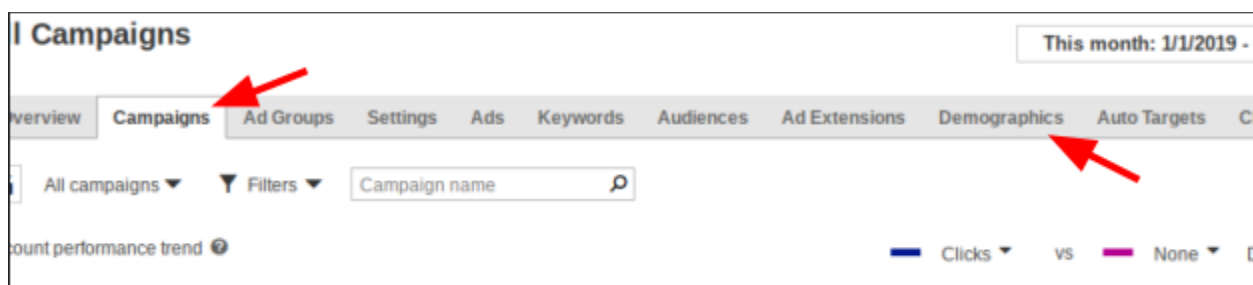 l Campaigns
This month: 1/1/2019 -
verview Campaigns Ad Groups Settings Ads Keywords Audiences Ad Extensions Demographics Auto Targets C
All campaigns Filters Campaign name
count performance trend
Clicks vs None D